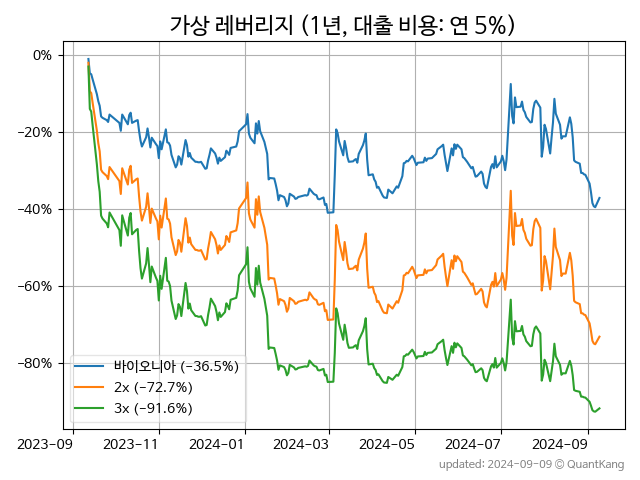 가상 레버리지 (1년, 대출 비용: 연 5%)
0%
−20%
−40%
−60%
−80%
바이오니아 (−36.5%)
2x (−72.7%)
3x (−91.6%)
2023−09 2023−11 2024−01 2024−03 2024−05 2024−07 2024−09
updated: 2024−09−09 © QuantKang